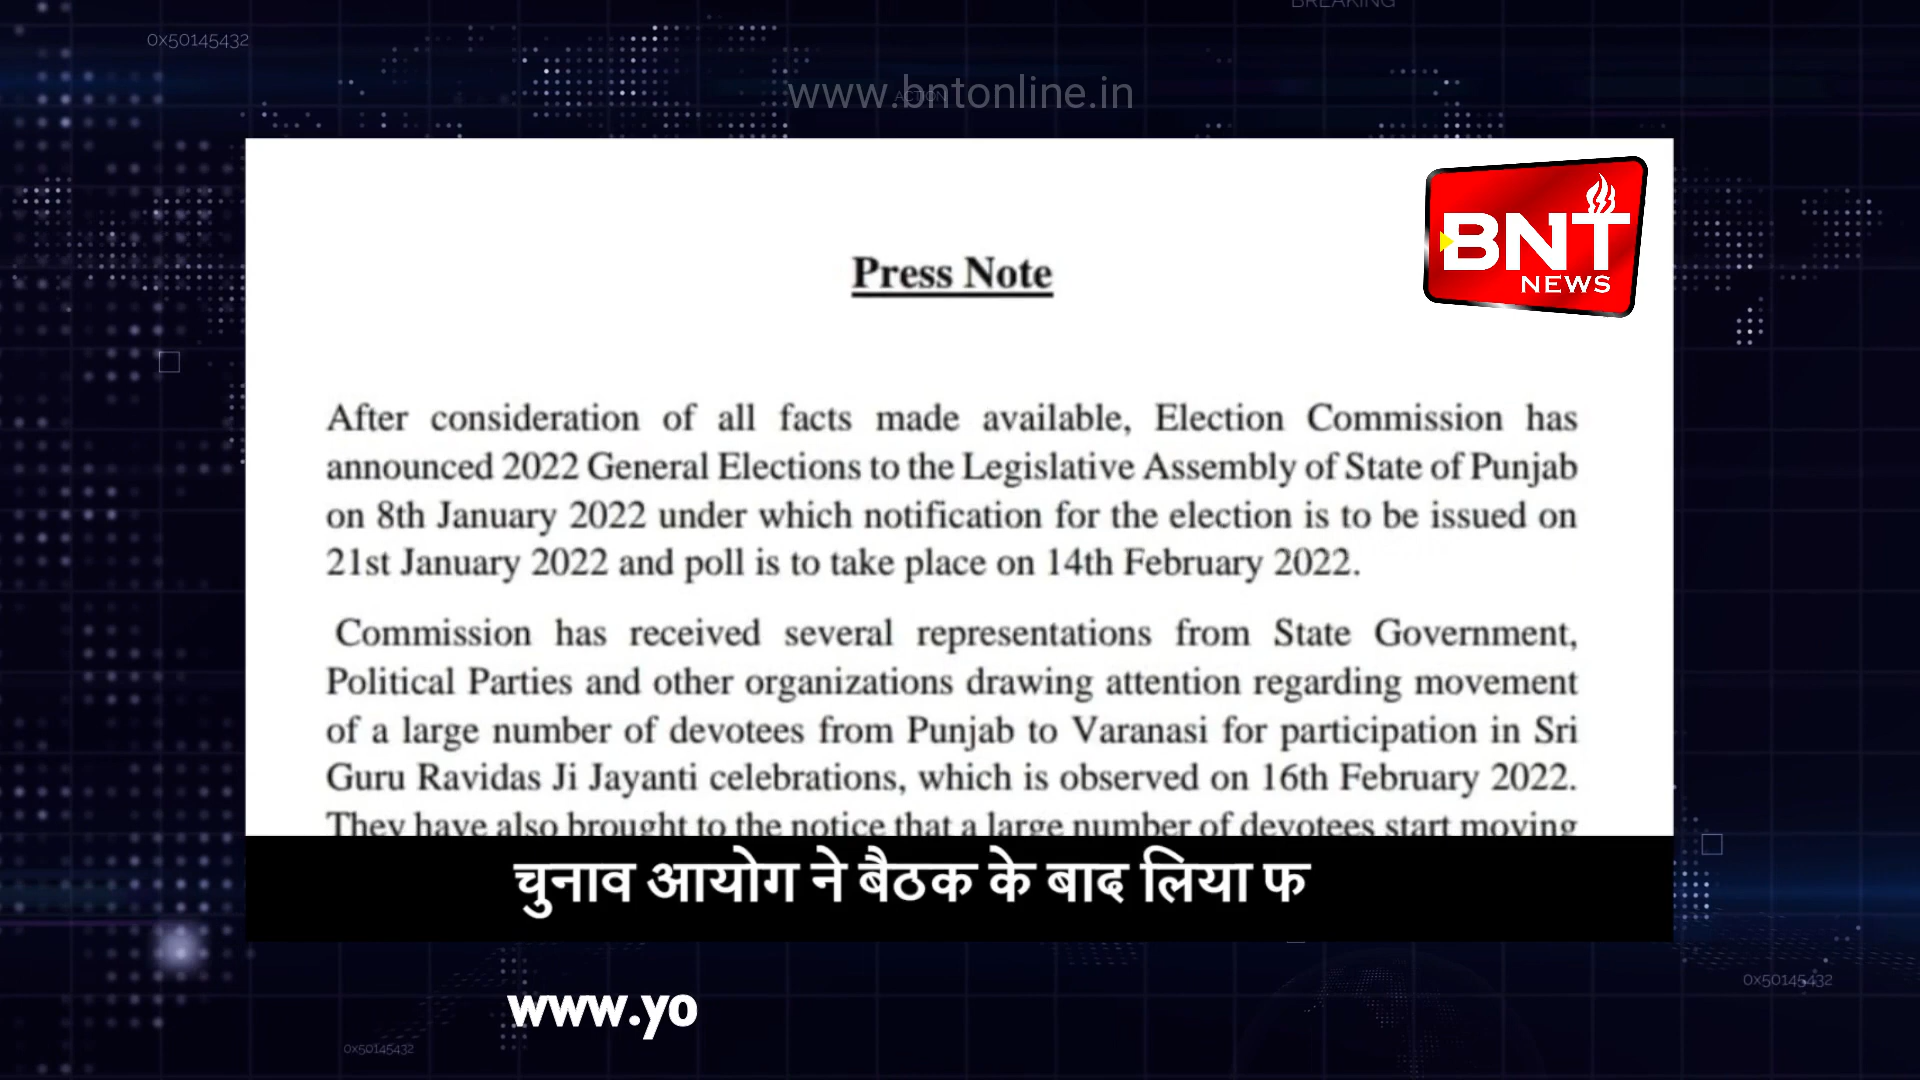 BREAKING
0X50145432
www.bntonline.in
ACTION
BNT
NEWS
Press Note
After consideration of all facts made available, Election Commission has
announced 2022 General Elections to the Legislative Assembly of State of Punjab
on 8th January 2022 under which notification for the election is to be issued on
21st January 2022 and poll is to take place on 14th February 2022.
Commission has received several representations from State Government,
Political Parties and other organizations drawing attention regarding movement
of a large number of devotees from Punjab to Varanasi for participation in Sri
Guru Ravidas Ji Jayanti celebrations, which is observed on 16th February 2022.
They have also brought to the notice that a large number of devotees start moving
चुनाव आयोग ने बैठक के बाद लिया फ
0X50145432
www.yo
0X50145432